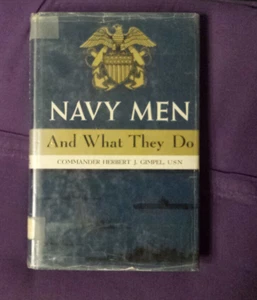 NAVY MEN
And What They Do
COMMANDER HERBERT J. GIMPEL, USN